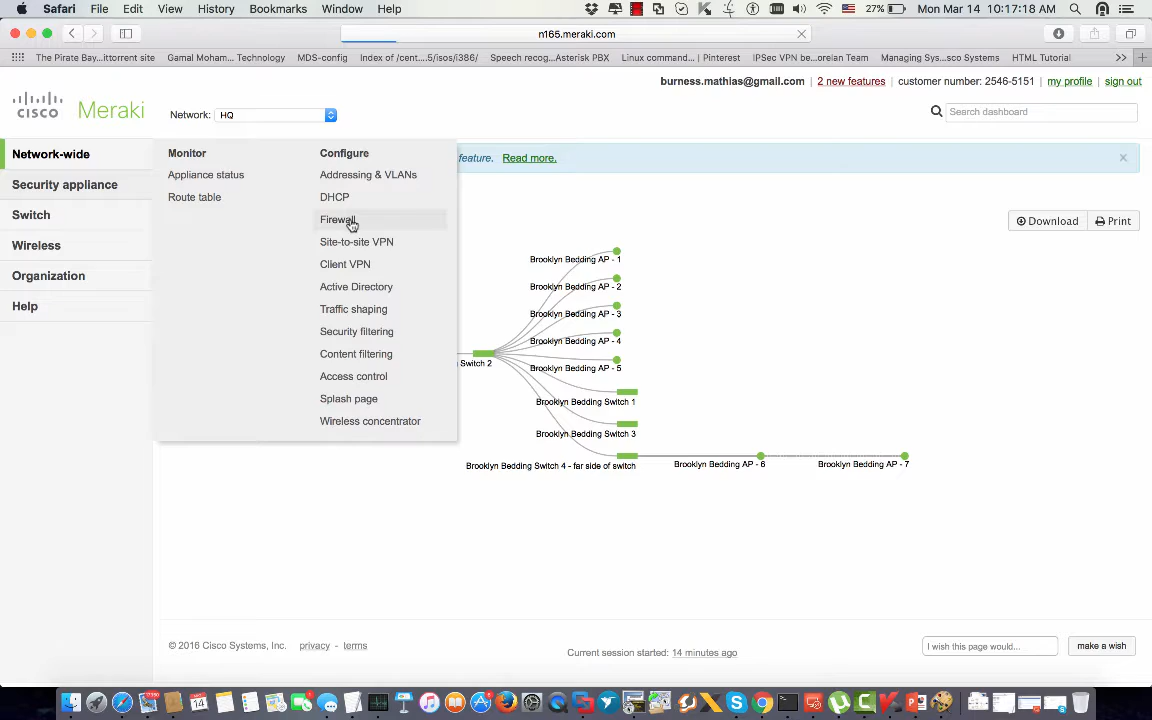 Safari File Edit View History Bookmarks Window Help 27% Mon Mar 14 10:17:18 AM
n165.meraki.com
The Pirate Bay...ittorrent site Gamal Moham... Technology MDS-config Index of /cent...5/isos/i386/ Speech recog...Asterisk PBX Linux command... | Pinterest IPSec VPN be...orelan Team Managing Sys...sco Systems HTML Tutorial
burness.mathias@gmail.com | 2 new features | customer number: 2546-5151 | my profile | sign out
CISCO Meraki Network: HQ Search dashboard
Network-wide
Security appliance
Switch
Wireless
Organization
Help
Monitor
Appliance status
Route table
Configure
Addressing & VLANs
DHCP
Firewall
Site-to-site VPN
Client VPN
Active Directory
Traffic shaping
Security filtering
Content filtering
Access control
Splash page
Wireless concentrator
feature. Read more.
Download Print
Brooklyn Bedding AP - 1
Brooklyn Bedding AP - 2
Brooklyn Bedding AP - 3
Brooklyn Bedding AP - 4
Switch 2
Brooklyn Bedding AP - 5
Brooklyn Bedding Switch 1
Brooklyn Bedding Switch 3
Brooklyn Bedding Switch 4 - far side of switch Brooklyn Bedding AP - 6 Brooklyn Bedding AP - 7
© 2016 Cisco Systems, Inc. privacy - terms
Current session started: 14 minutes ago
I wish this page would... make a wish